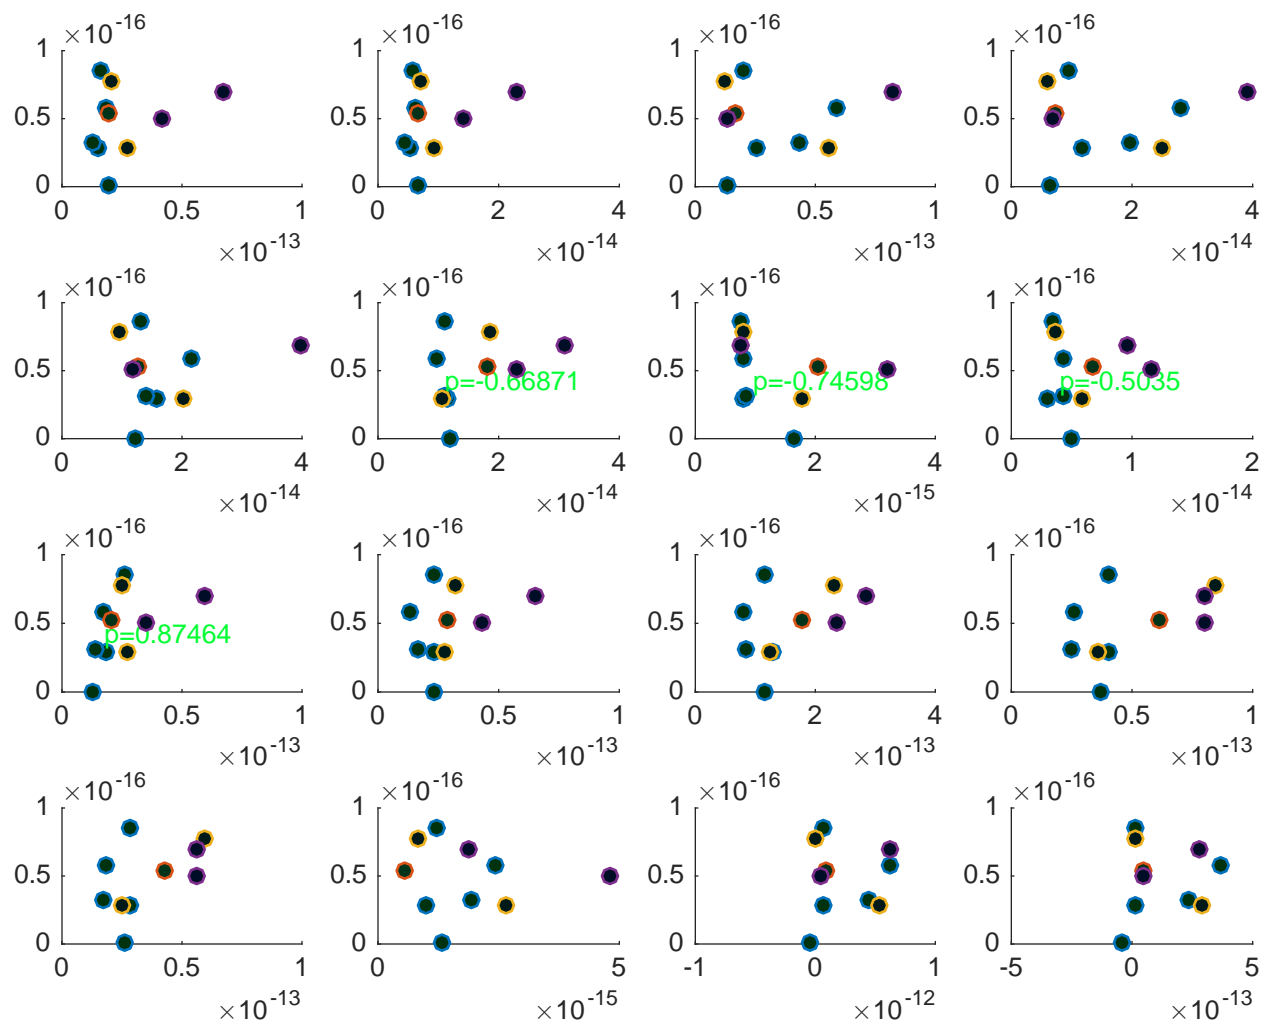 ×10-16 ×10-16 ×10-16 ×10-16
1 1 1 1
0.5 0.5 0.5 0.5
0 0 0 0
0 0.5 1 0 2 4 0 0.5 1 0 2 4
×10-13 ×10-14 ×10-13 ×10-14
×10-16 ×10-16 ×10-16 ×10-16
1 1 1 1
0.5 0.5 0.5 0.5
p=-0.66871 p=-0.74598 p=-0.5035
0 0 0 0
0 2 4 0 2 4 0 2 4 0 1 2
×10-14 ×10-14 ×10-15 ×10-14
×10-16 ×10-16 ×10-16 ×10-16
1 1 1 1
0.5 0.5 0.5 0.5
p=0.87464
0 0 0 0
0 0.5 1 0 0.5 1 0 2 4 0 0.5 1
×10-13 ×10-13 ×10-13 ×10-13
×10-16 ×10-16 ×10-16 ×10-16
1 1 1 1
0.5 0.5 0.5 0.5
0 0 0 0
0 0.5 1 0 5 -1 0 1 -5 0 5
×10-13 ×10-15 ×10-12 ×10-13